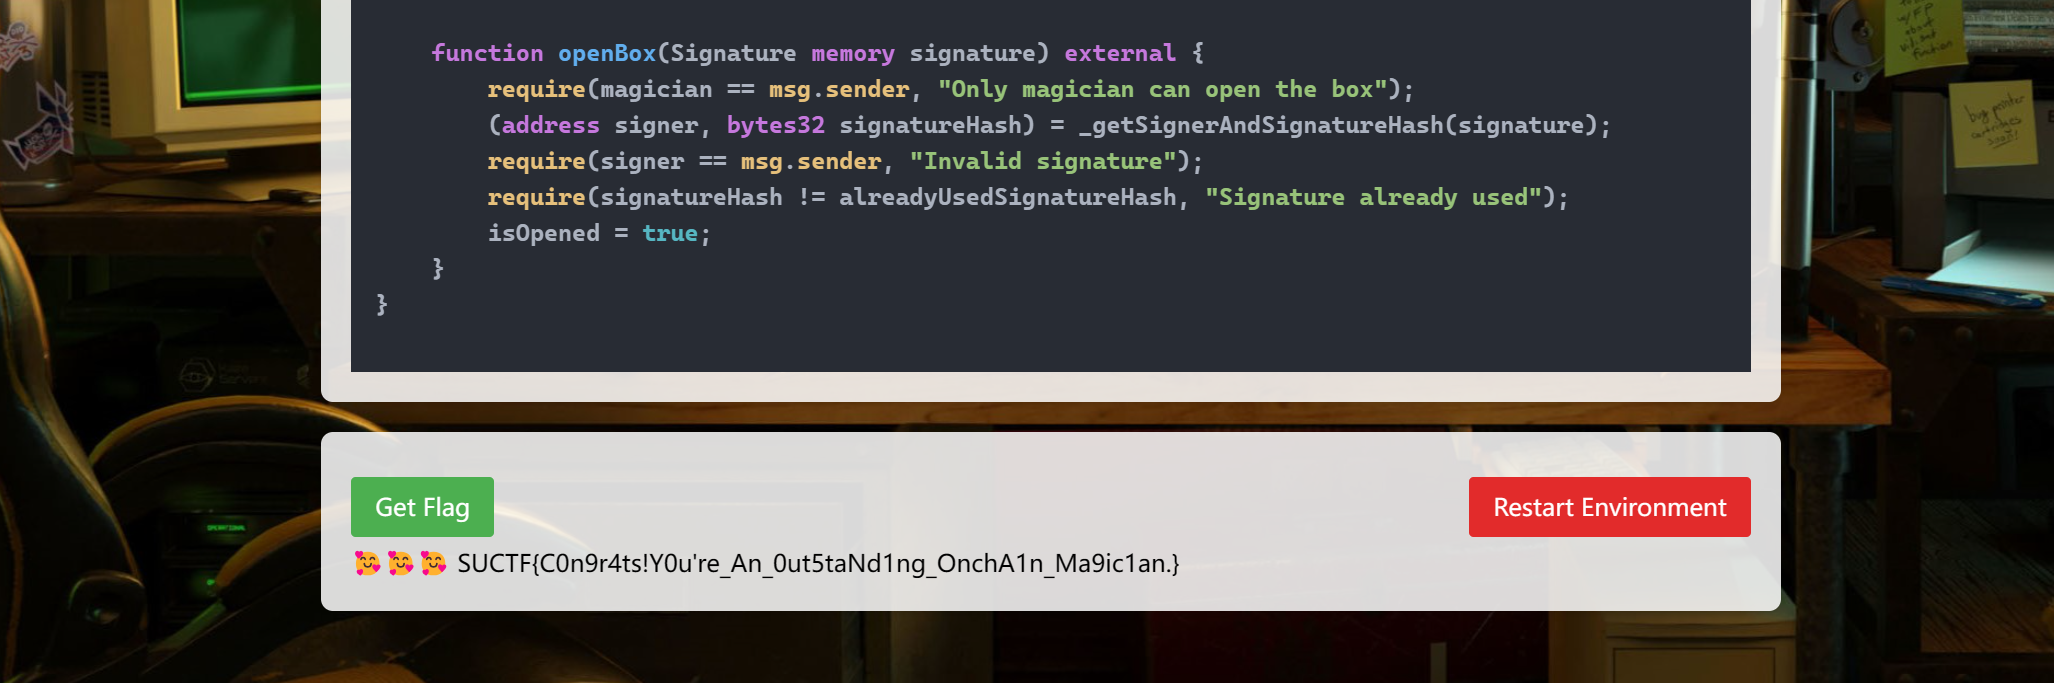 function openBox(Signature memory signature) external {
require(magician == msg.sender, "Only magician can open the box");
(address signer, bytes32 signatureHash) = _getSignerAndSignatureHash(signature);
require(signer == msg.sender, "Invalid signature");
require(signatureHash != alreadyUsedSignatureHash, "Signature already used");
isOpened = true;
}
}
Get Flag
Restart Environment
🥰🥰🥰 SUCTF{C0n9r4ts!Y0u're_An_0ut5taNd1ng_OnchA1n_Ma9ic1an.}